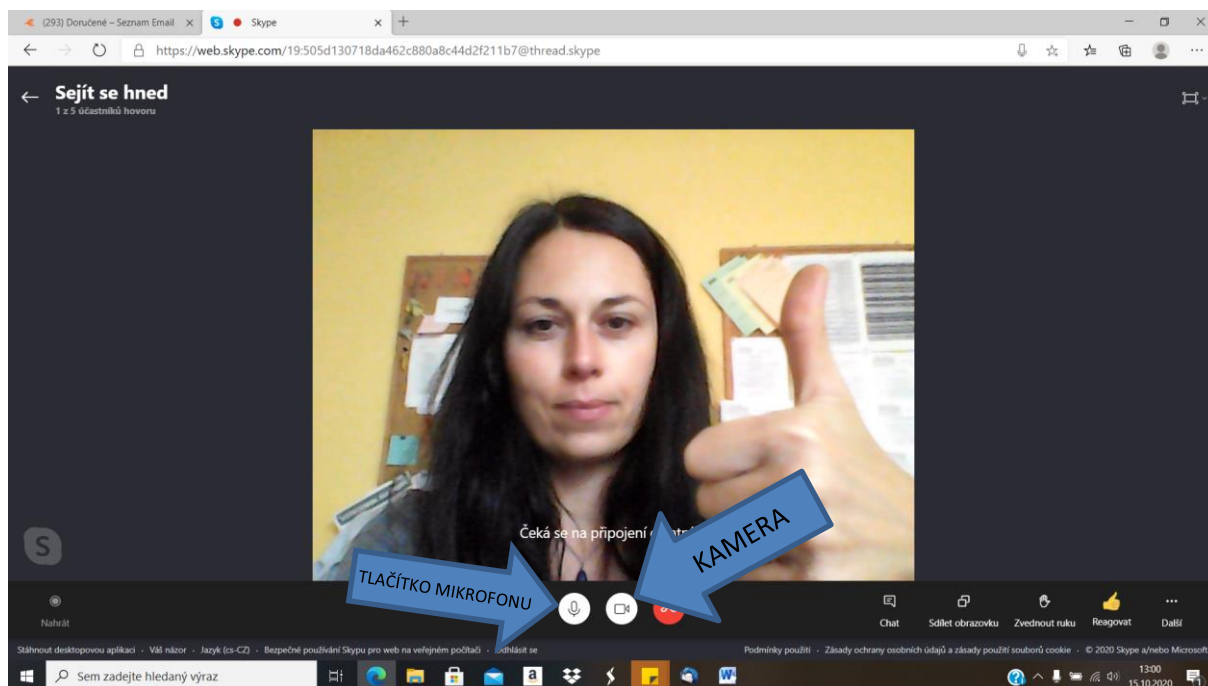 (293) Doručené – Seznam Email
Skype
https://web.skype.com/19:505d130718da462c880a8c44d2f211b7@thread.skype
Sejít se hned
1 z 5 účastníků hovoru
Čeká se na připojení
KAMERA
TLAČÍTKO MIKROFONU
Nahrát
Chat
Sdílet obrazovku
Zvednout ruku
Reagovat
Další
Stáhnout desktopovou aplikaci · Váš názor · Jazyk (cs-CZ) · Bezpečné používání Skypu pro web na veřejném počítači · hlásit se
Podmínky použití · Zásady ochrany osobních údajů a zásady použití souborů cookie · © 2020 Skype a/nebo Microsoft
Sem zadejte hledaný výraz
13:00
15.10.2020